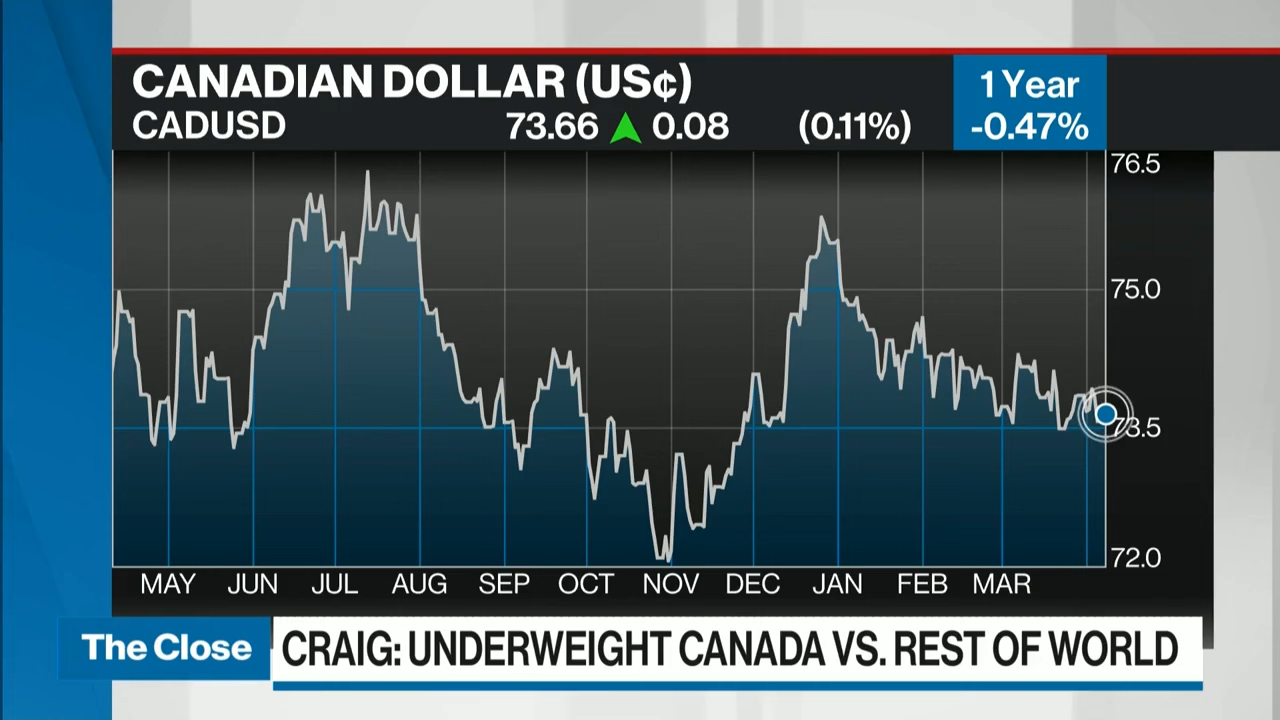 CANADIAN DOLLAR (US¢)
1 Year
CADUSD 73.66 ▲ 0.08 (0.11%)
-0.47%
76.5
75.0
73.5
72.0
MAY JUN JUL AUG SEP OCT NOV DEC JAN FEB MAR
The Close
CRAIG: UNDERWEIGHT CANADA VS. REST OF WORLD